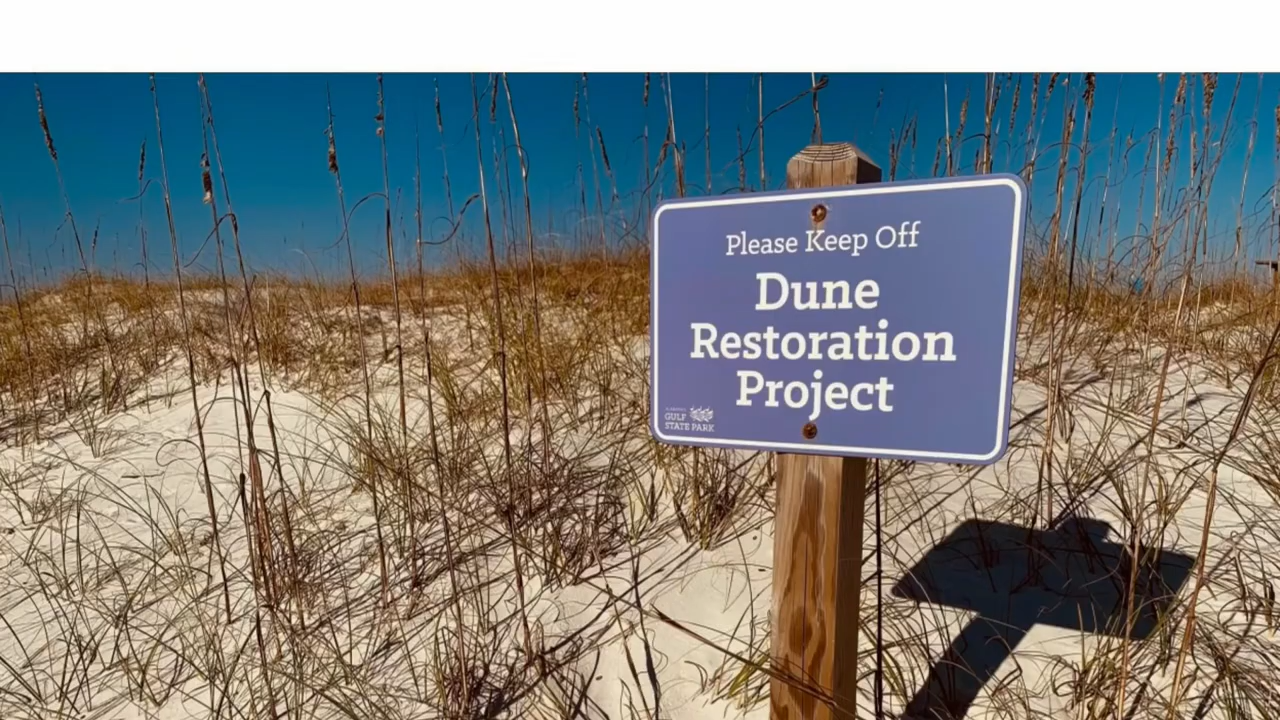 Please Keep Off
Dune
Restoration
Project
GULF
STATE PARK